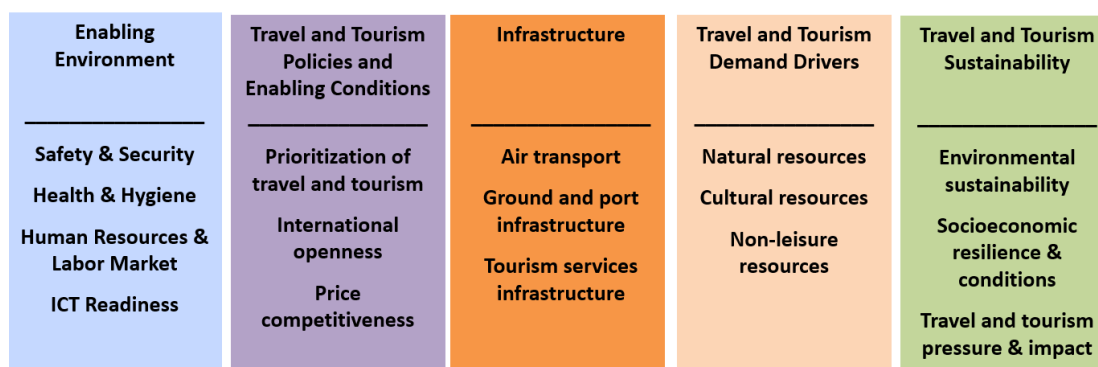 Enabling
Environment
Safety & Security
Health & Hygiene
Human Resources &
Labor Market
ICT Readiness
Travel and Tourism
Policies and
Enabling Conditions
Prioritization of
travel and tourism
International
openness
Price
competitiveness
Infrastructure
Air transport
Ground and port
infrastructure
Tourism services
infrastructure
Travel and Tourism
Demand Drivers
Natural resources
Cultural resources
Non-leisure
resources
Travel and Tourism
Sustainability
Environmental
sustainability
Socioeconomic
resilience &
conditions
Travel and tourism
pressure & impact